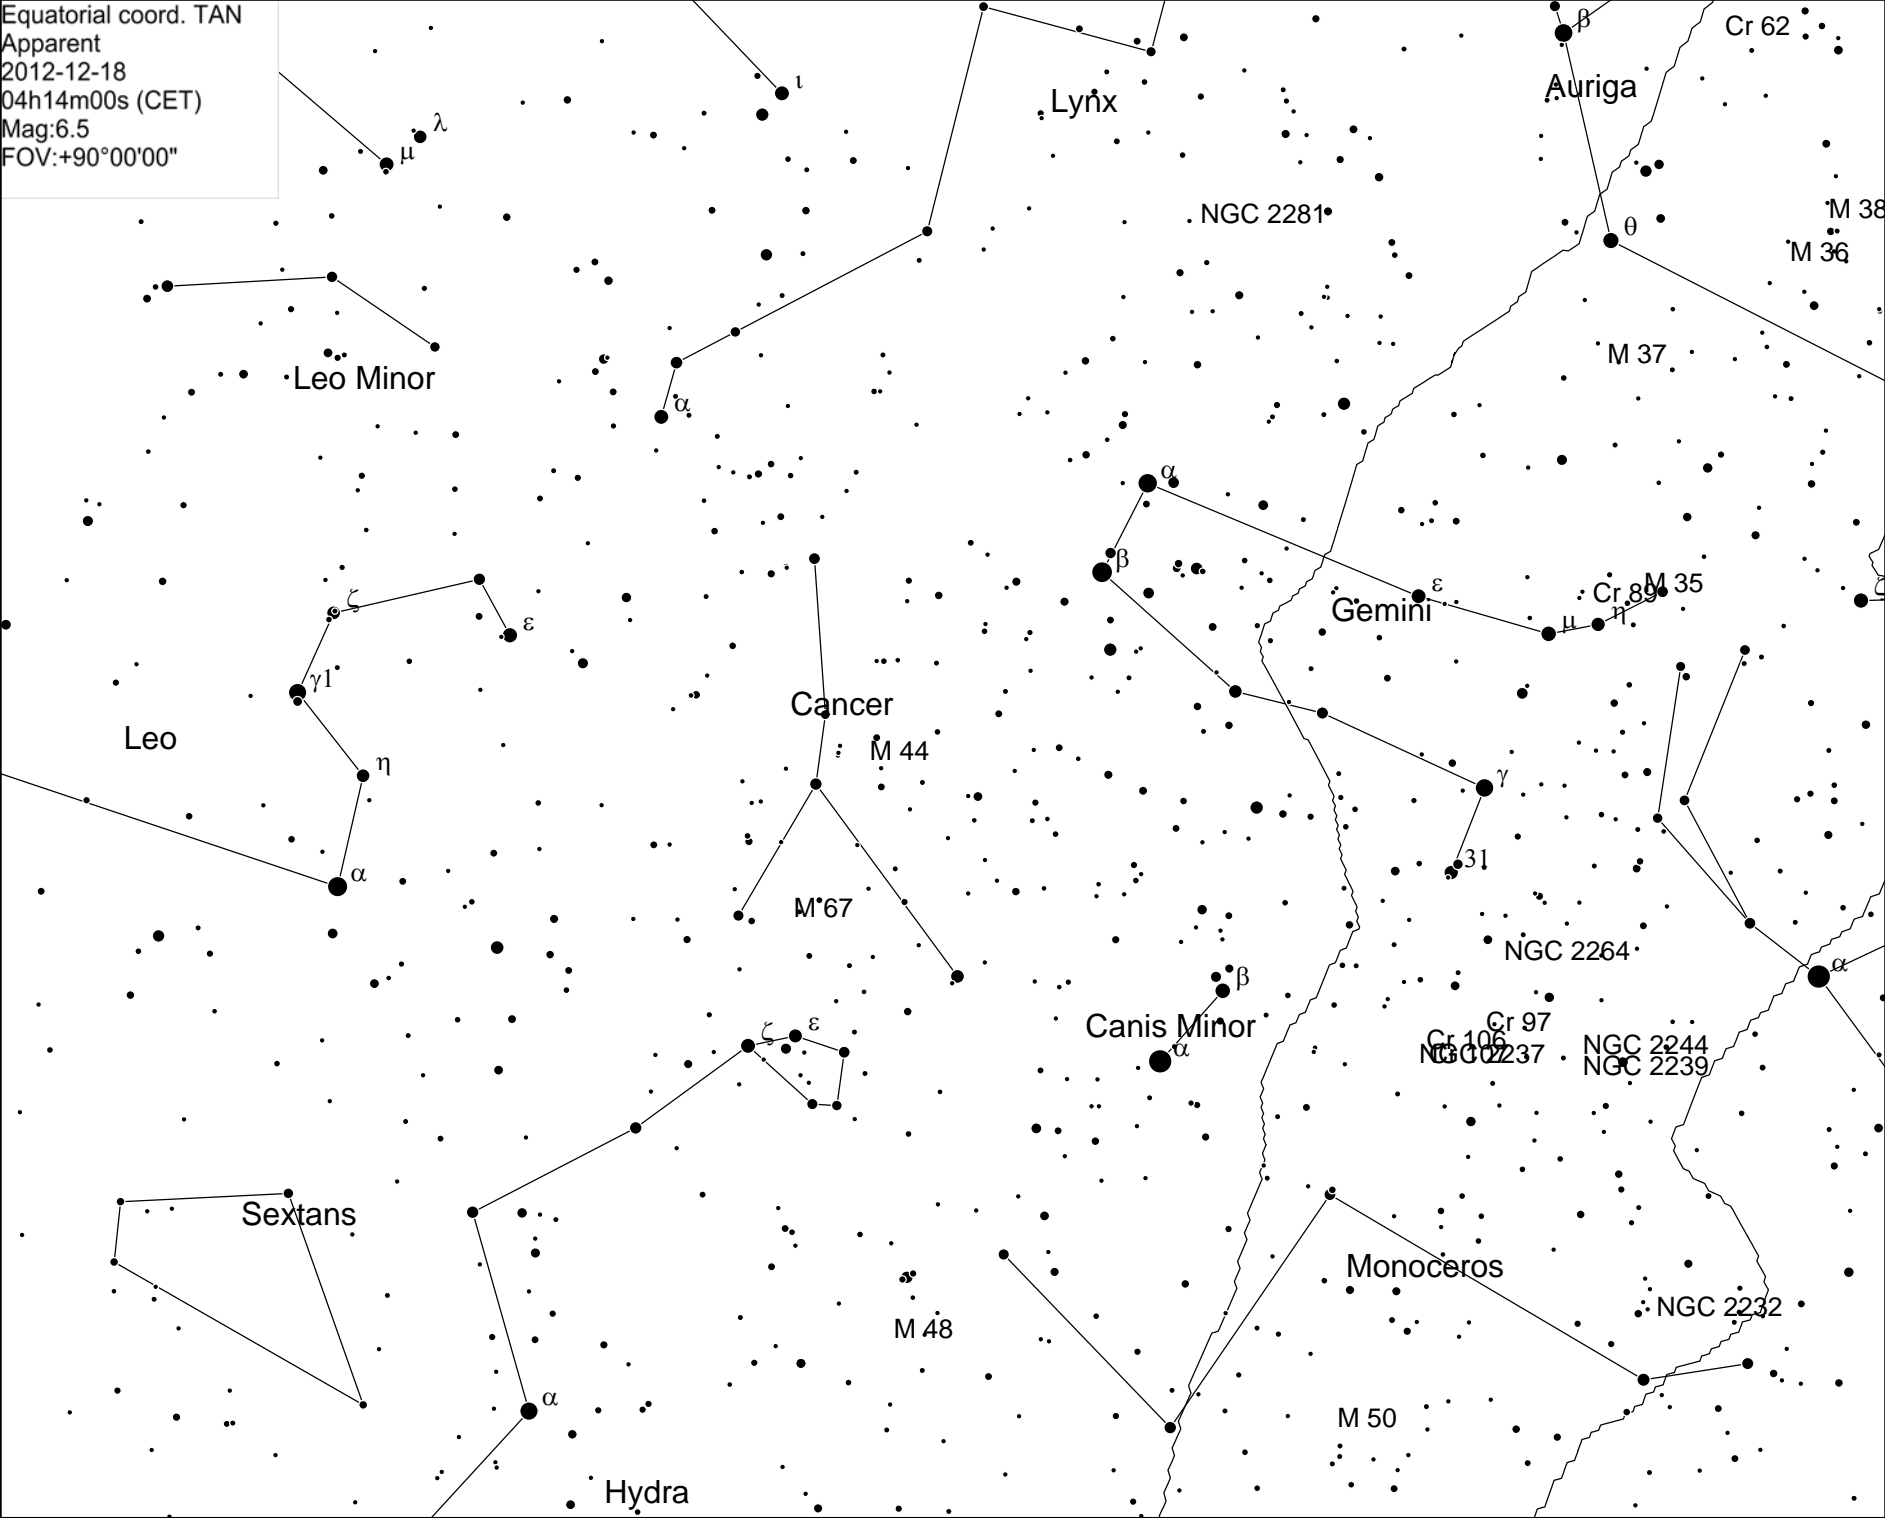 Equatorial coord. TAN
Apparent
2012-12-18
04h14m00s (CET)
Mag:6.5
FOV:+90°00'00"
β
Cr 62
ι
Auriga
Lynx
λ
μ
M 38
NGC 2281
θ
M 36
M 37
Leo Minor
α
α
β
ε
M 35
ζ
Cr 89
ζ
Gemini
η
μ
ε
γ1
Cancer
Leo
M 44
η
γ
31
α
M 67
NGC 2264
α
β
Cr 97
Canis Minor
ζ
ε
Cr 106
NGC 2244
α
NGC 2237
NGC 2239
Sextans
Monoceros
NGC 2232
M 48
α
M 50
Hydra